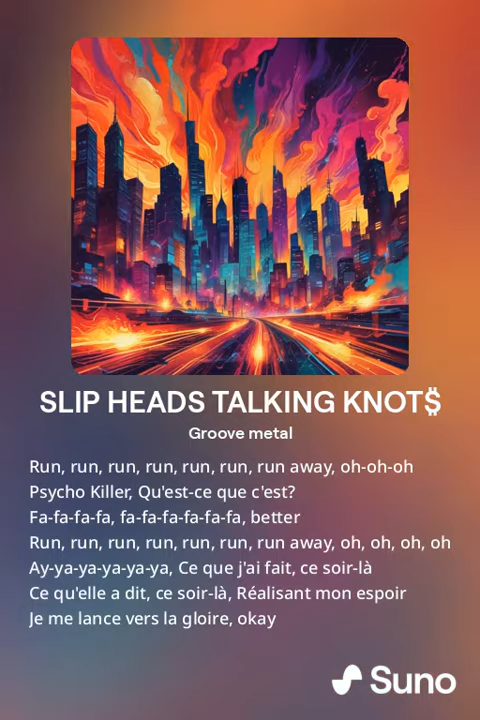 SLIP HEADS TALKING KNOT$
Groove metal
Run, run, run, run, run, run, run away, oh-oh-oh
Psycho Killer, Qu'est-ce que c'est?
Fa-fa-fa-fa, fa-fa-fa-fa-fa-fa, better
Run, run, run, run, run, run, run away, oh, oh, oh, oh
Ay-ya-ya-ya-ya-ya, Ce que j'ai fait, ce soir-là
Ce qu'elle a dit, ce soir-là, Réalisant mon espoir
Je me lance vers la gloire, okay
Suno